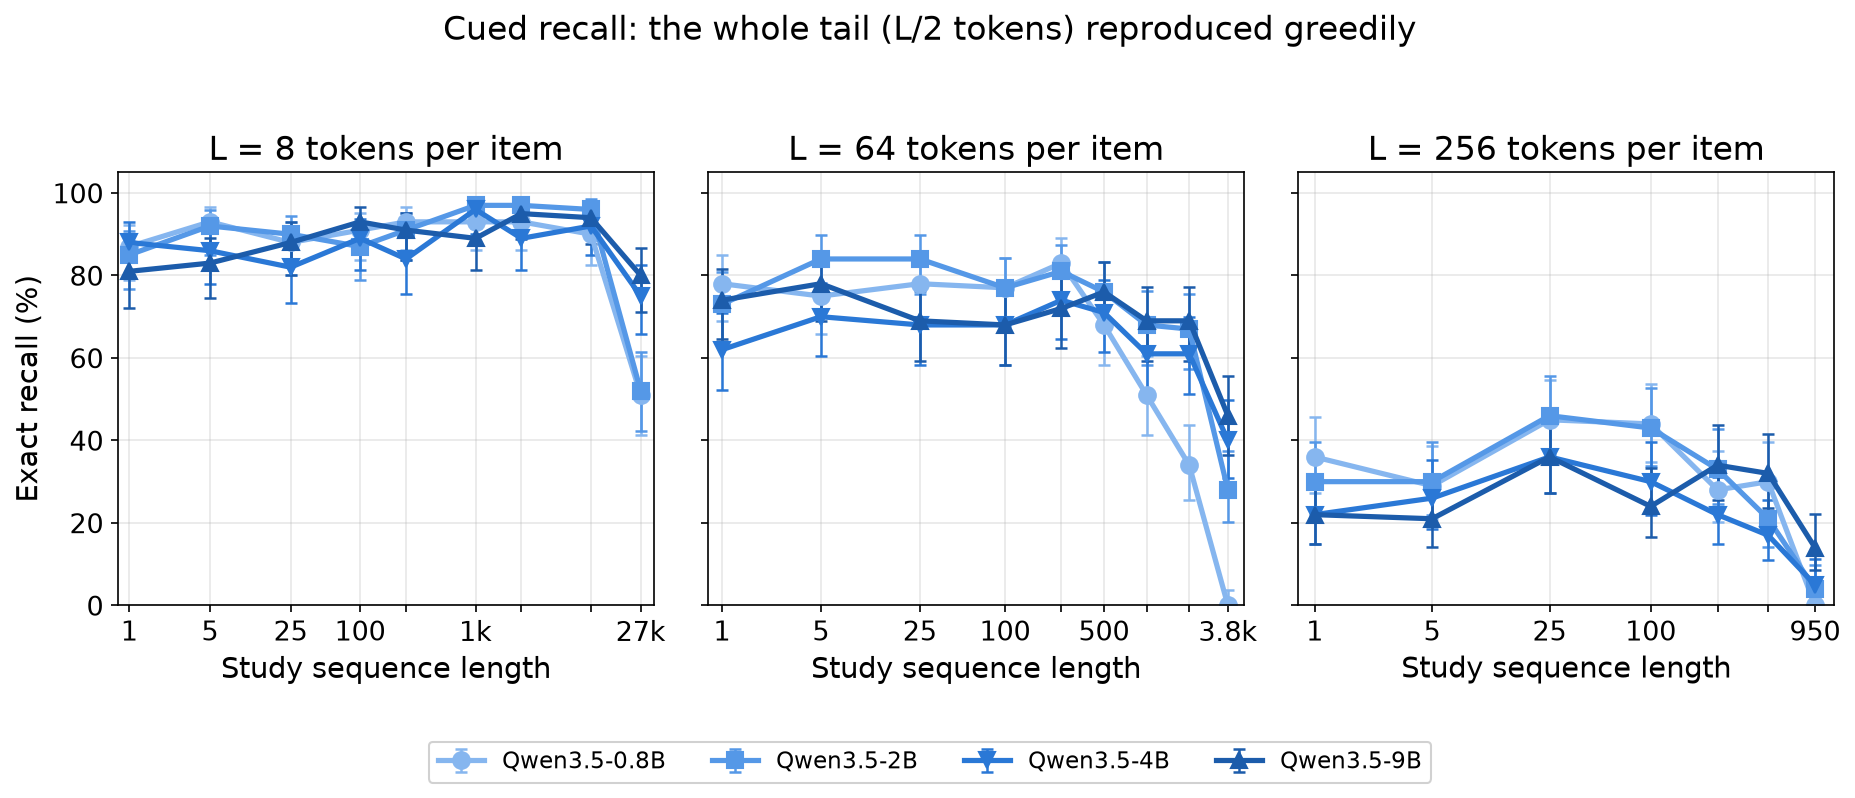 Cued recall: the whole tail (L/2 tokens) reproduced greedily
L = 8 tokens per item
L = 64 tokens per item
L = 256 tokens per item
Exact recall (%)
100
80
60
40
20
0
1 5 25 100 1k 27k
1 5 25 100 500 3.8k
1 5 25 100 950
Study sequence length
Study sequence length
Study sequence length
Qwen3.5-0.8B Qwen3.5-2B Qwen3.5-4B Qwen3.5-9B